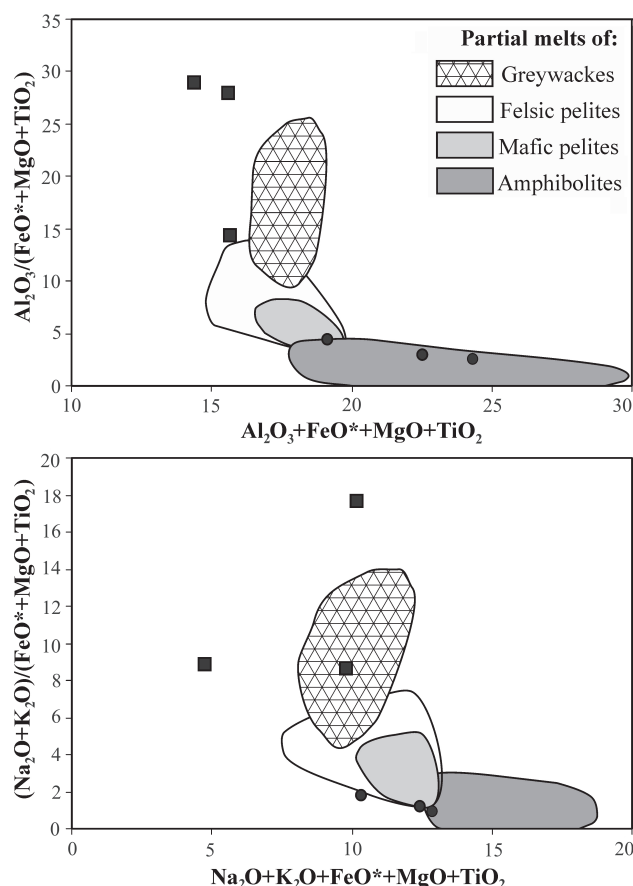 35
30
25
20
15
10
5
0
Al₂O₃/(FeO*+MgO+TiO₂)
Partial melts of:
Greywackes
Felsic pelites
Mafic pelites
Amphibolites
10 15 20 25 30
Al₂O₃+FeO*+MgO+TiO₂
20
18
16
14
12
10
8
6
4
2
0
(Na₂O+K₂O)/(FeO*+MgO+TiO₂)
0 5 10 15 20
Na₂O+K₂O+FeO*+MgO+TiO₂